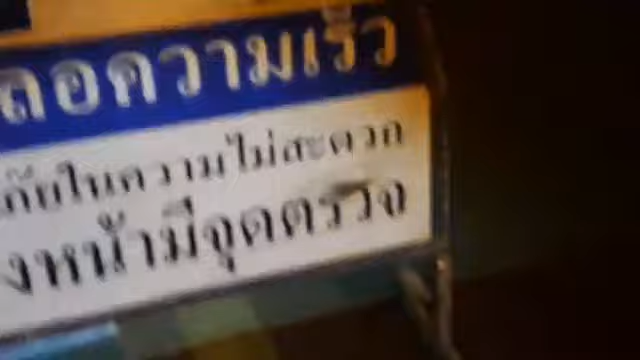 ลอความเร็ว
ภัยในความไม่สะดวก
งหน้ามีจุดตรวจ